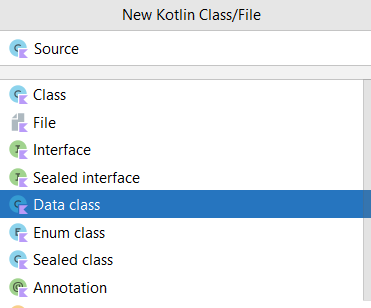 New Kotlin Class/File
Source
Class
File
Interface
Sealed interface
Data class
Enum class
Sealed class
Annotation